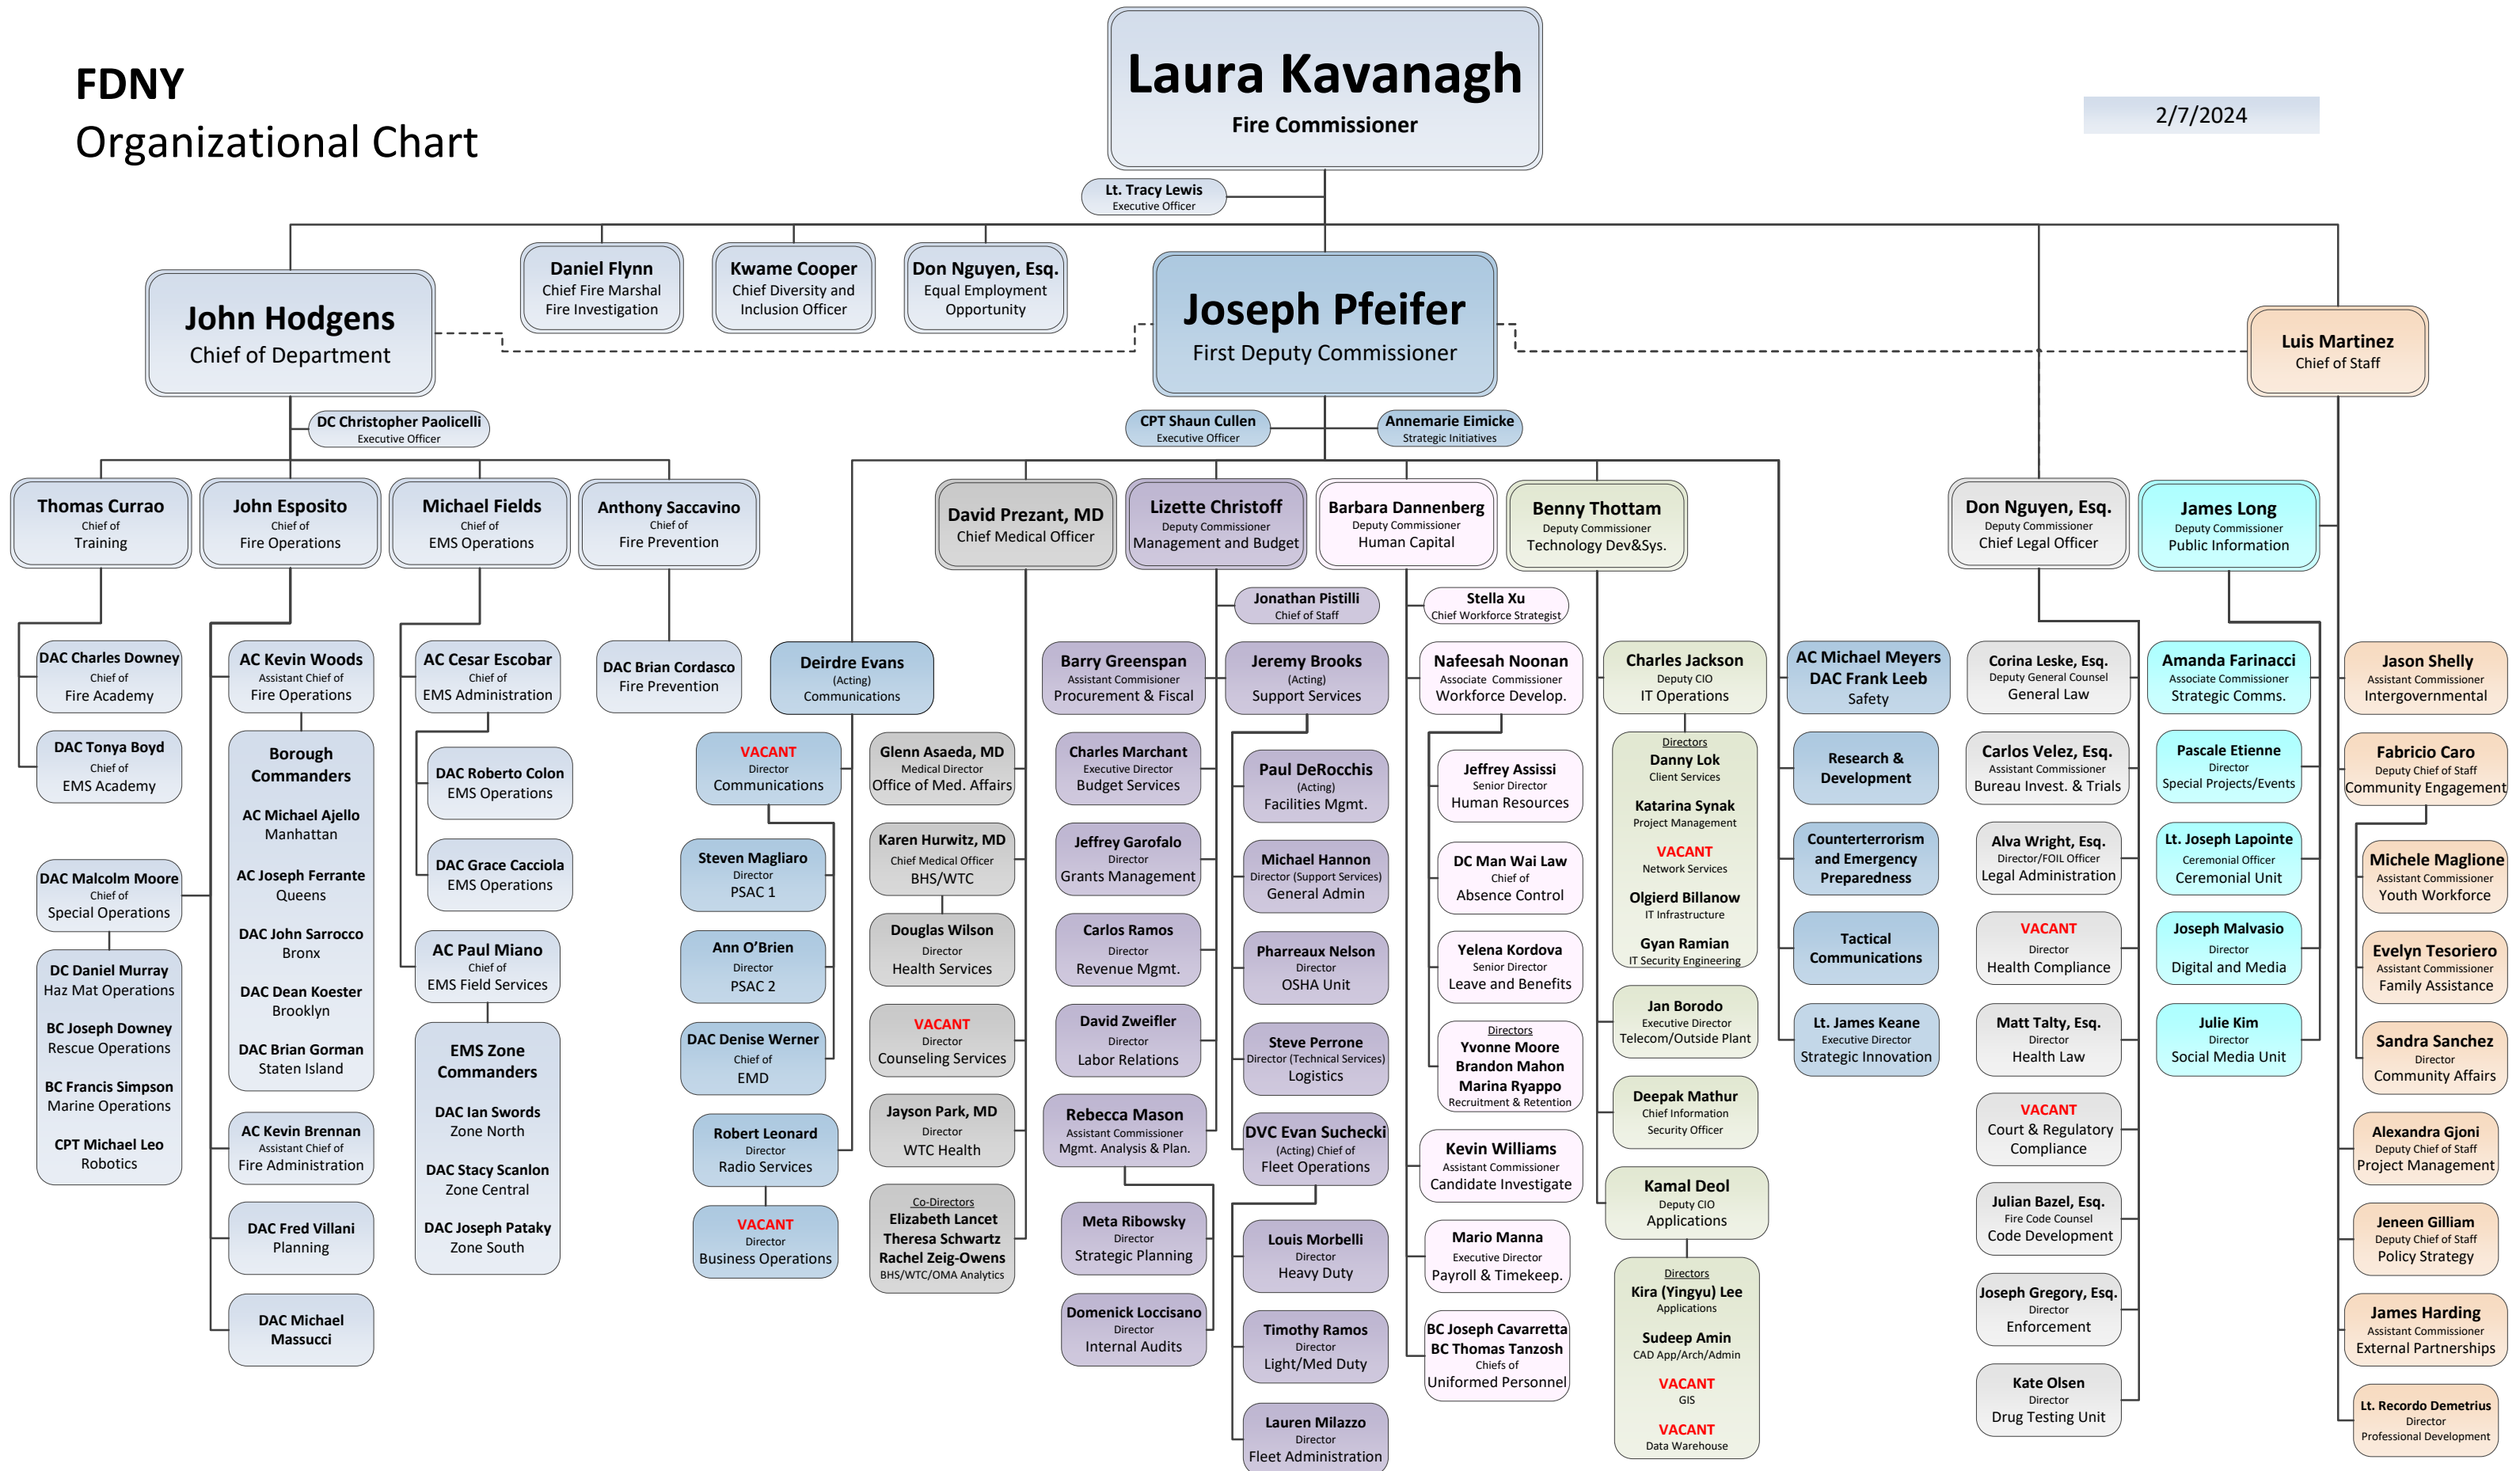 FDNY
Organizational Chart
Laura Kavanagh
Fire Commissioner
2/7/2024
Lt. Tracy Lewis
Executive Officer
John Hodgens
Chief of Department
Daniel Flynn
Chief Fire Marshal
Fire Investigation
Kwame Cooper
Chief Diversity and
Inclusion Officer
Don Nguyen, Esq.
Equal Employment
Opportunity
Joseph Pfeifer
First Deputy Commissioner
Luis Martinez
Chief of Staff
DC Christopher Paolicelli
Executive Officer
CPT Shaun Cullen
Executive Officer
Annemarie Eimicke
Strategic Initiatives
Thomas Currao
Chief of
Training
John Esposito
Chief of
Fire Operations
Michael Fields
Chief of
EMS Operations
Anthony Saccavino
Chief of
Fire Prevention
David Prezant, MD
Chief Medical Officer
Lizette Christoff
Deputy Commissioner
Management and Budget
Barbara Dannenberg
Deputy Commissioner
Human Capital
Benny Thottam
Deputy Commissioner
Technology Dev&Sys.
Don Nguyen, Esq.
Deputy Commissioner
Chief Legal Officer
James Long
Deputy Commissioner
Public Information
DAC Charles Downey
Chief of
Fire Academy
DAC Tonya Boyd
Chief of
EMS Academy
AC Kevin Woods
Assistant Chief of
Fire Operations
Borough
Commanders
AC Michael Ajello
Manhattan
AC Joseph Ferrante
Queens
DAC John Sarrocco
Bronx
DAC Dean Koester
Brooklyn
DAC Brian Gorman
Staten Island
DAC Malcolm Moore
Chief of
Special Operations
DC Daniel Murray
Haz Mat Operations
BC Joseph Downey
Rescue Operations
BC Francis Simpson
Marine Operations
CPT Michael Leo
Robotics
AC Kevin Brennan
Assistant Chief of
Fire Administration
DAC Fred Villani
Planning
DAC Michael
Massucci
AC Cesar Escobar
Chief of
EMS Administration
DAC Roberto Colon
EMS Operations
DAC Grace Cacciola
EMS Operations
AC Paul Miano
Chief of
EMS Field Services
EMS Zone
Commanders
DAC Ian Swords
Zone North
DAC Stacy Scanlon
Zone Central
DAC Joseph Pataky
Zone South
DAC Brian Cordasco
Fire Prevention
Deirdre Evans
(Acting)
Communications
VACANT
Director
Communications
Steven Magliaro
Director
PSAC 1
Ann O’Brien
Director
PSAC 2
DAC Denise Werner
Chief of
EMD
Robert Leonard
Director
Radio Services
VACANT
Director
Business Operations
Glenn Asaeda, MD
Medical Director
Office of Med. Affairs
Karen Hurwitz, MD
Chief Medical Officer
BHS/WTC
Douglas Wilson
Director
Health Services
VACANT
Director
Counseling Services
Jayson Park, MD
Director
WTC Health
Co-Directors
Elizabeth Lancet
Theresa Schwartz
Rachel Zeig-Owens
BHS/WTC/OMA Analytics
Jonathan Pistilli
Chief of Staff
Barry Greenspan
Assistant Commisioner
Procurement & Fiscal
Charles Marchant
Executive Director
Budget Services
Jeffrey Garofalo
Director
Grants Management
Carlos Ramos
Director
Revenue Mgmt.
David Zweifler
Director
Labor Relations
Rebecca Mason
Assistant Commissioner
Mgmt. Analysis & Plan.
Meta Ribowsky
Director
Strategic Planning
Domenick Loccisano
Director
Internal Audits
Jeremy Brooks
(Acting)
Support Services
Paul DeRocchis
(Acting)
Facilities Mgmt.
Michael Hannon
Director (Support Services)
General Admin
Pharreaux Nelson
Director
OSHA Unit
Steve Perrone
Director (Technical Services)
Logistics
DVC Evan Suchecki
(Acting) Chief of
Fleet Operations
Louis Morbelli
Director
Heavy Duty
Timothy Ramos
Director
Light/Med Duty
Lauren Milazzo
Director
Fleet Administration
Stella Xu
Chief Workforce Strategist
Nafeesah Noonan
Associate Commissioner
Workforce Develop.
Jeffrey Assissi
Senior Director
Human Resources
DC Man Wai Law
Chief of
Absence Control
Yelena Kordova
Senior Director
Leave and Benefits
Directors
Yvonne Moore
Brandon Mahon
Marina Ryappo
Recruitment & Retention
Kevin Williams
Assistant Commissioner
Candidate Investigate
Mario Manna
Executive Director
Payroll & Timekeep.
BC Joseph Cavarretta
BC Thomas Tanzosh
Chiefs of
Uniformed Personnel
Charles Jackson
Deputy CIO
IT Operations
Directors
Danny Lok
Client Services
Katarina Synak
Project Management
VACANT
Network Services
Olgierd Billanow
IT Infrastructure
Gyan Ramian
IT Security Engineering
Jan Borodo
Executive Director
Telecom/Outside Plant
Deepak Mathur
Chief Information
Security Officer
Kamal Deol
Deputy CIO
Applications
Directors
Kira (Yingyu) Lee
Applications
Sudeep Amin
CAD App/Arch/Admin
VACANT
GIS
VACANT
Data Warehouse
AC Michael Meyers
DAC Frank Leeb
Safety
Research &
Development
Counterterrorism
and Emergency
Preparedness
Tactical
Communications
Lt. James Keane
Executive Director
Strategic Innovation
Corina Leske, Esq.
Deputy General Counsel
General Law
Carlos Velez, Esq.
Assistant Commissioner
Bureau Invest. & Trials
Alva Wright, Esq.
Director/FOIL Officer
Legal Administration
VACANT
Director
Health Compliance
Matt Talty, Esq.
Director
Health Law
VACANT
Court & Regulatory
Compliance
Julian Bazel, Esq.
Fire Code Counsel
Code Development
Joseph Gregory, Esq.
Director
Enforcement
Kate Olsen
Director
Drug Testing Unit
Amanda Farinacci
Associate Commissioner
Strategic Comms.
Pascale Etienne
Director
Special Projects/Events
Lt. Joseph Lapointe
Ceremonial Officer
Ceremonial Unit
Joseph Malvasio
Director
Digital and Media
Julie Kim
Director
Social Media Unit
Jason Shelly
Assistant Commissioner
Intergovernmental
Fabricio Caro
Deputy Chief of Staff
Community Engagement
Michele Maglione
Assistant Commissioner
Youth Workforce
Evelyn Tesoriero
Assistant Commissioner
Family Assistance
Sandra Sanchez
Director
Community Affairs
Alexandra Gjoni
Deputy Chief of Staff
Project Management
Jeneen Gilliam
Deputy Chief of Staff
Policy Strategy
James Harding
Assistant Commissioner
External Partnerships
Lt. Recordo Demetrius
Director
Professional Development